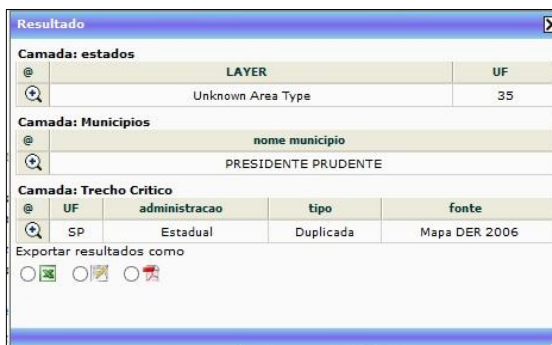 Resultado
Camada: estados
@ LAYER UF
Unknown Area Type 35
Camada: Municipios
@ nome municipio
PRESIDENTE PRUDENTE
Camada: Trecho Critico
@ UF administracao tipo fonte
SP Estadual Duplicada Mapa DER 2006
Exportar resultados como